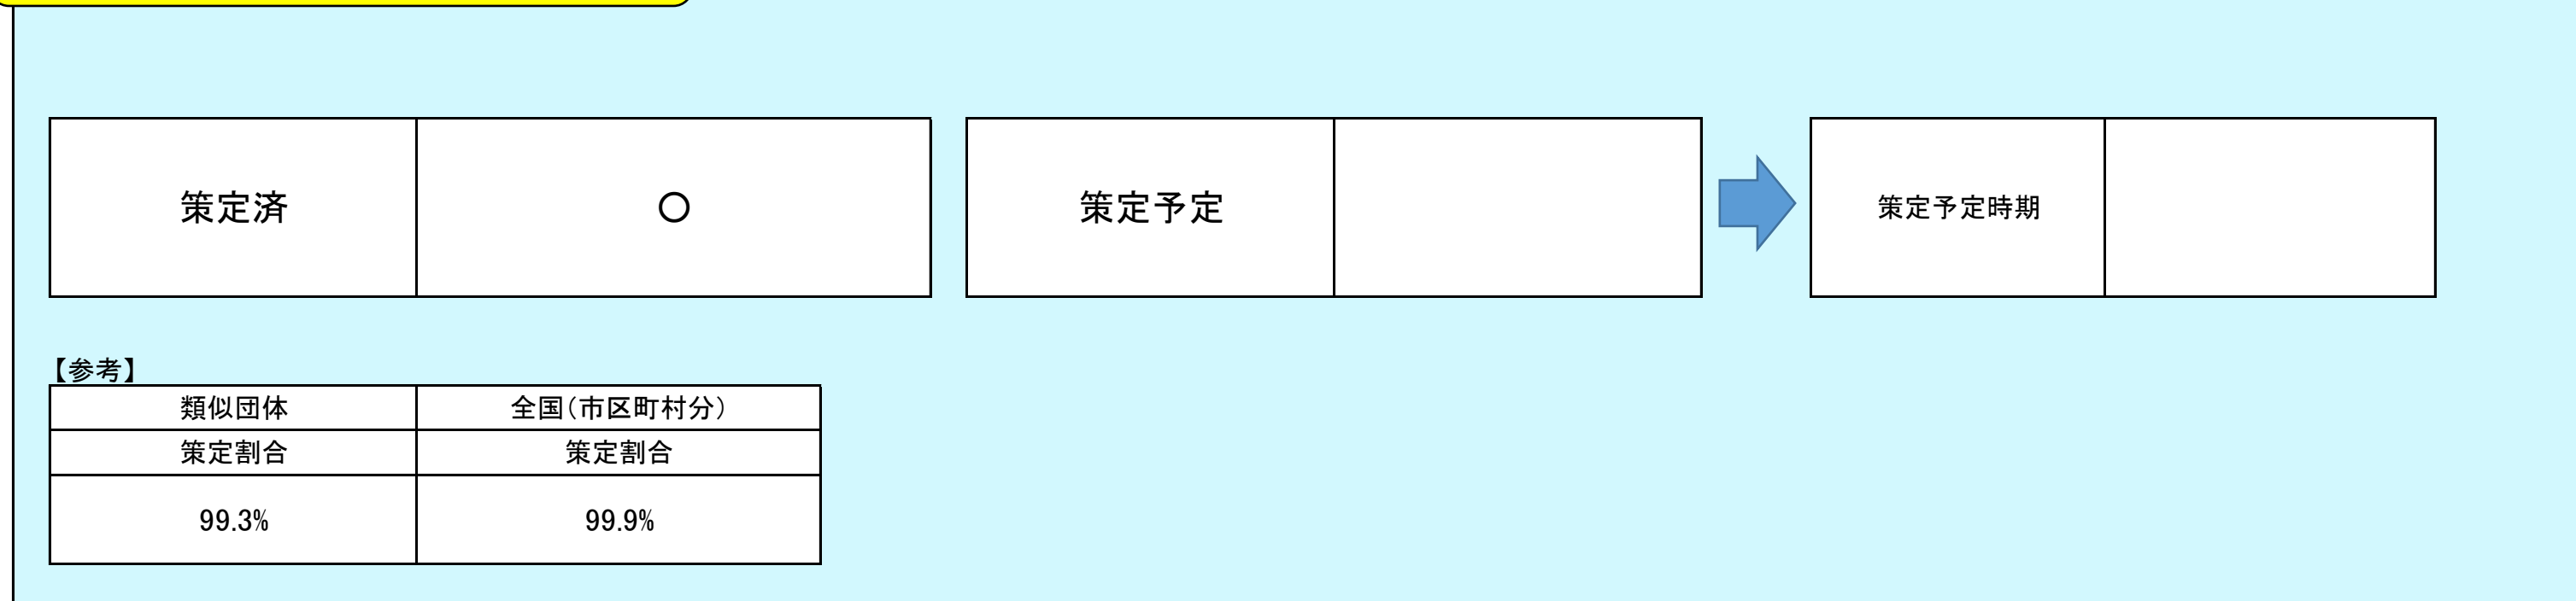 策定済 ○ 策定予定 策定予定時期
【参考】
類似団体 全国(市区町村分)
策定割合 策定割合
99.3% 99.9%